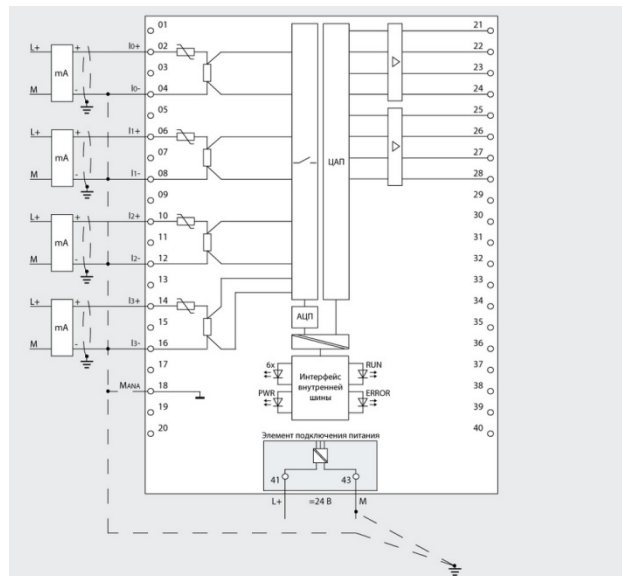 01 21
L+ + I0+ 02 22
mA 03 23
M - I0- 04 24
05 25
L+ + I1+ 06 26
mA 07 27
M - I1- 08 ЦАП 28
09 29
L+ + I2+ 10 30
mA 11 31
M - I2- 12 32
13 33
L+ + I3+ 14 34
mA 15 АЦП 35
M - I3- 16 36
17 6x RUN 37
MANA 18 Интерфейс внутренней шины 38
19 PWR ERROR 39
20 40
Элемент подключения питания
41 43
L+ =24 В M